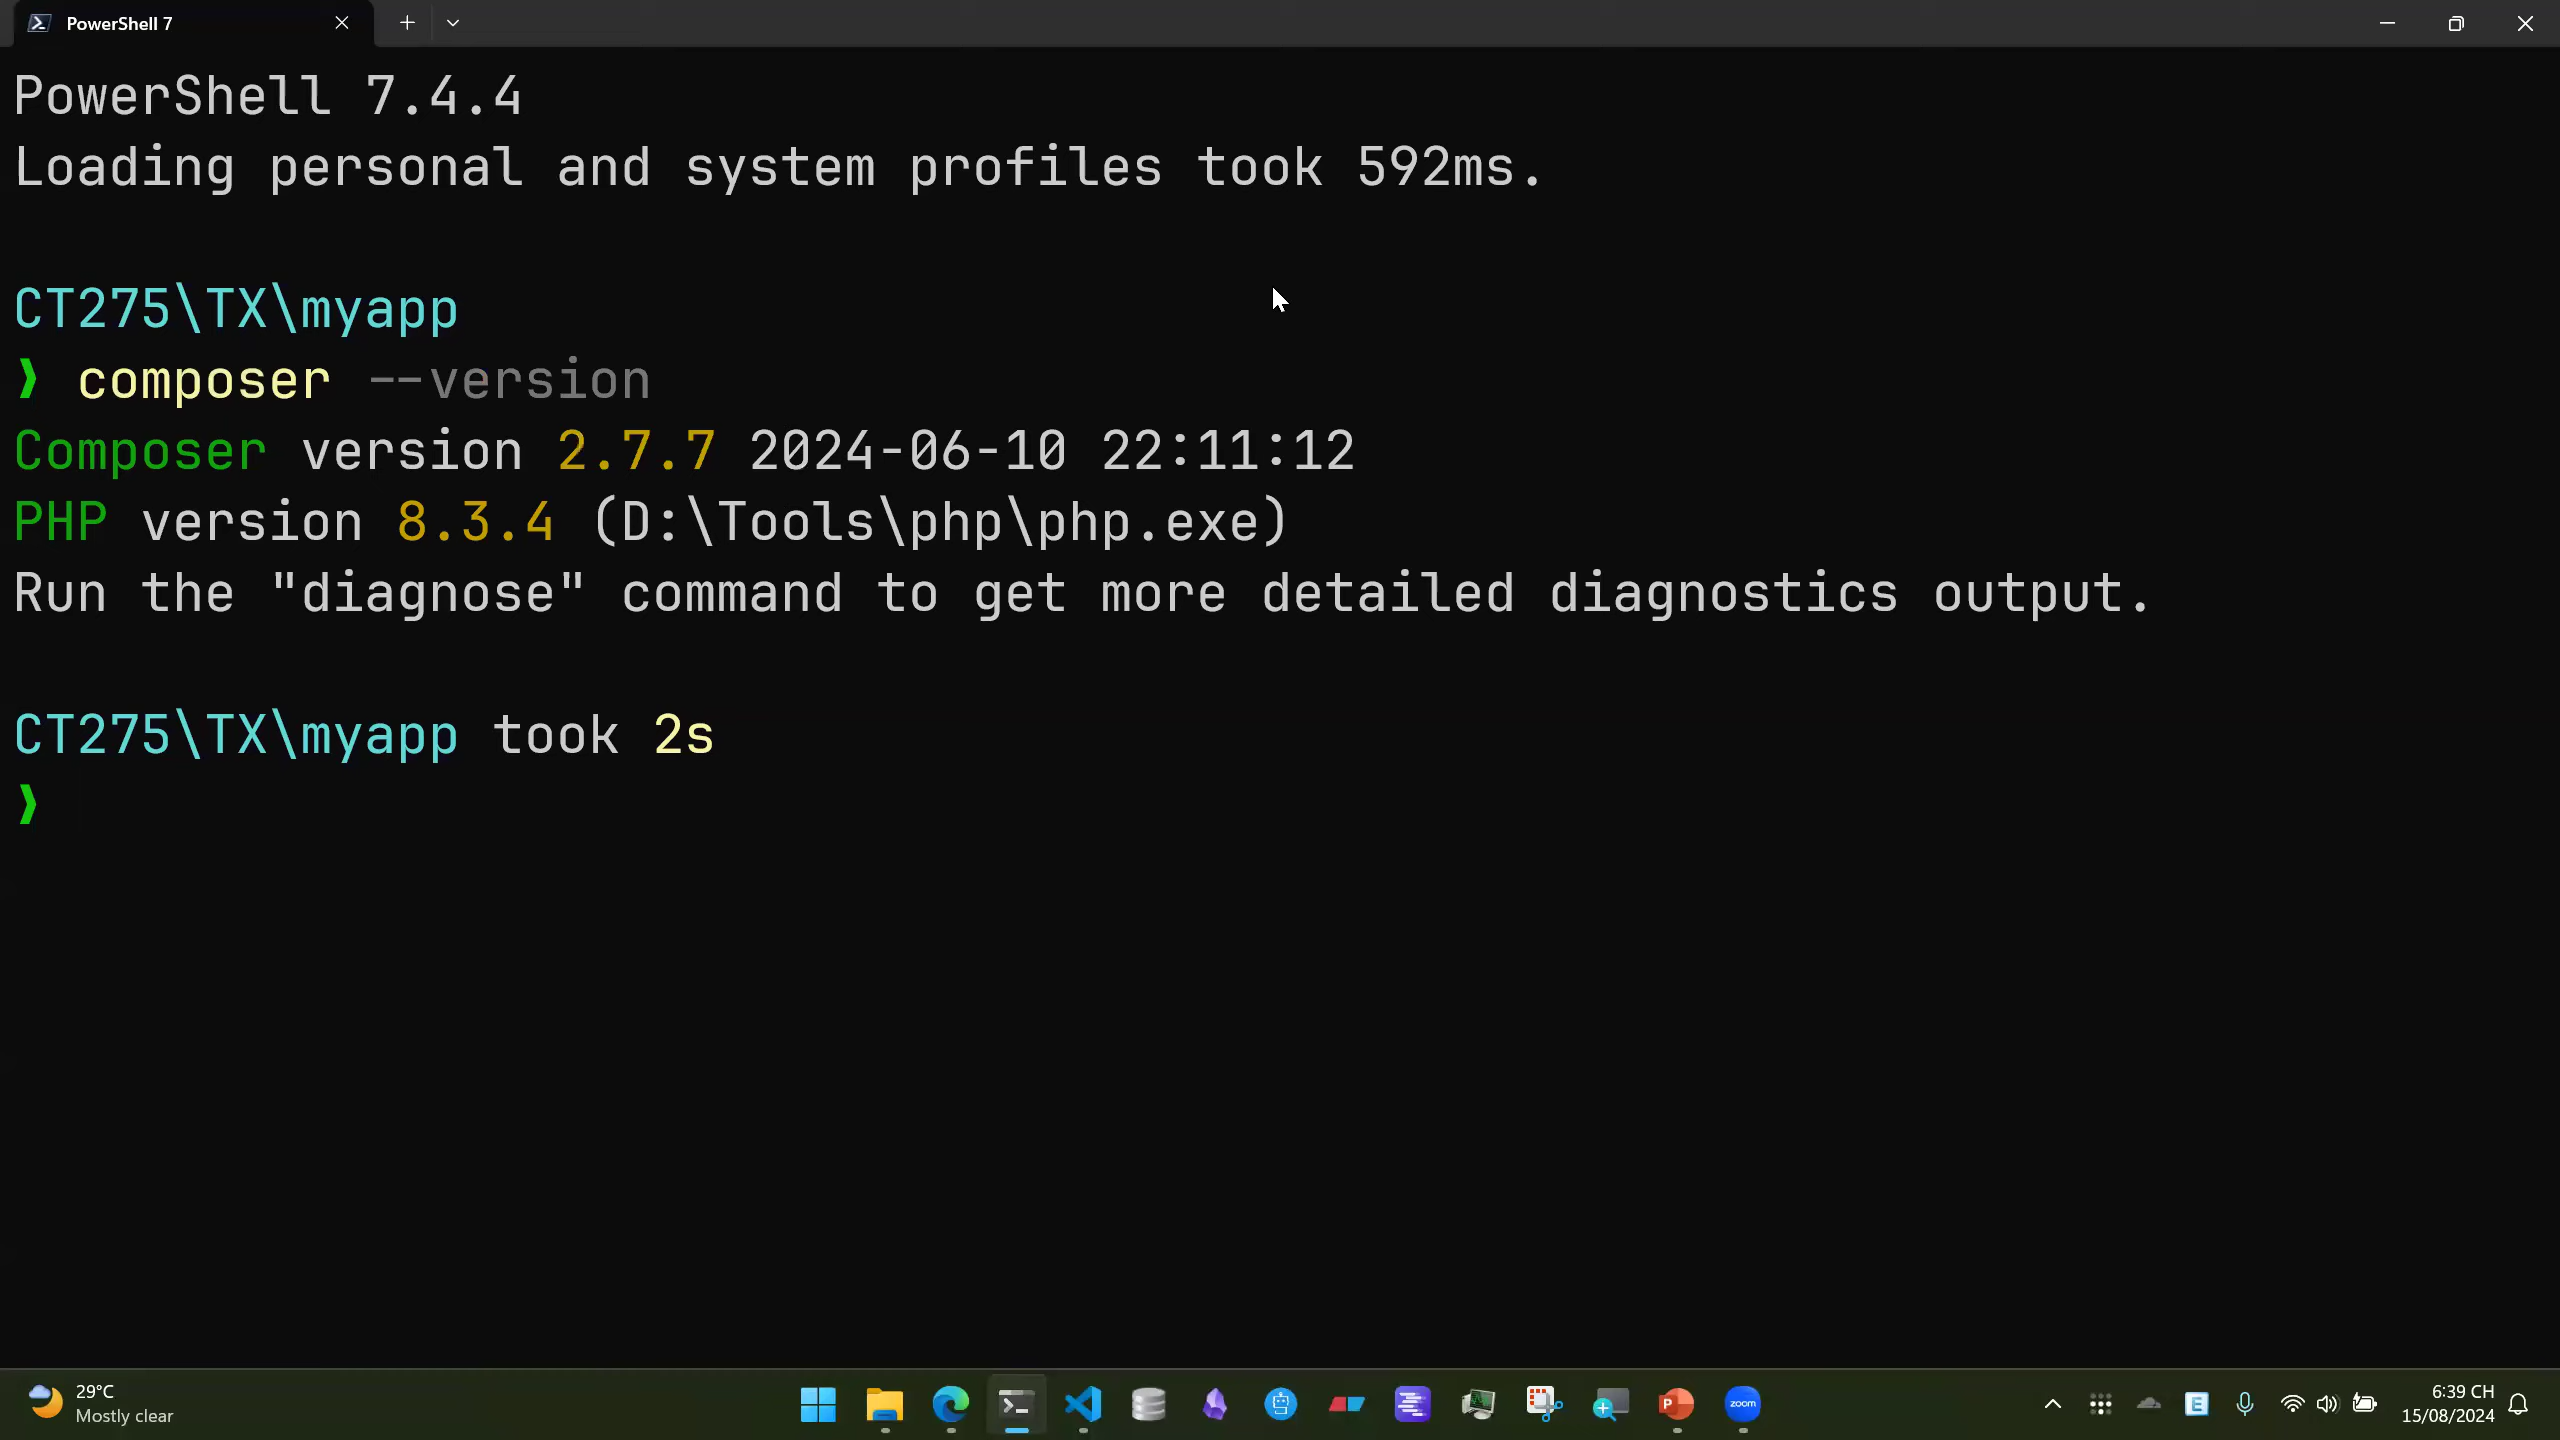 PowerShell 7
PowerShell 7.4.4
Loading personal and system profiles took 592ms.
CT275\TX\myapp
❯ composer --version
Composer version 2.7.7 2024-06-10 22:11:12
PHP version 8.3.4 (D:\Tools\php\php.exe)
Run the "diagnose" command to get more detailed diagnostics output.
CT275\TX\myapp took 2s
❯
29°C
Mostly clear
P
zoom
E
6:39 CH
15/08/2024